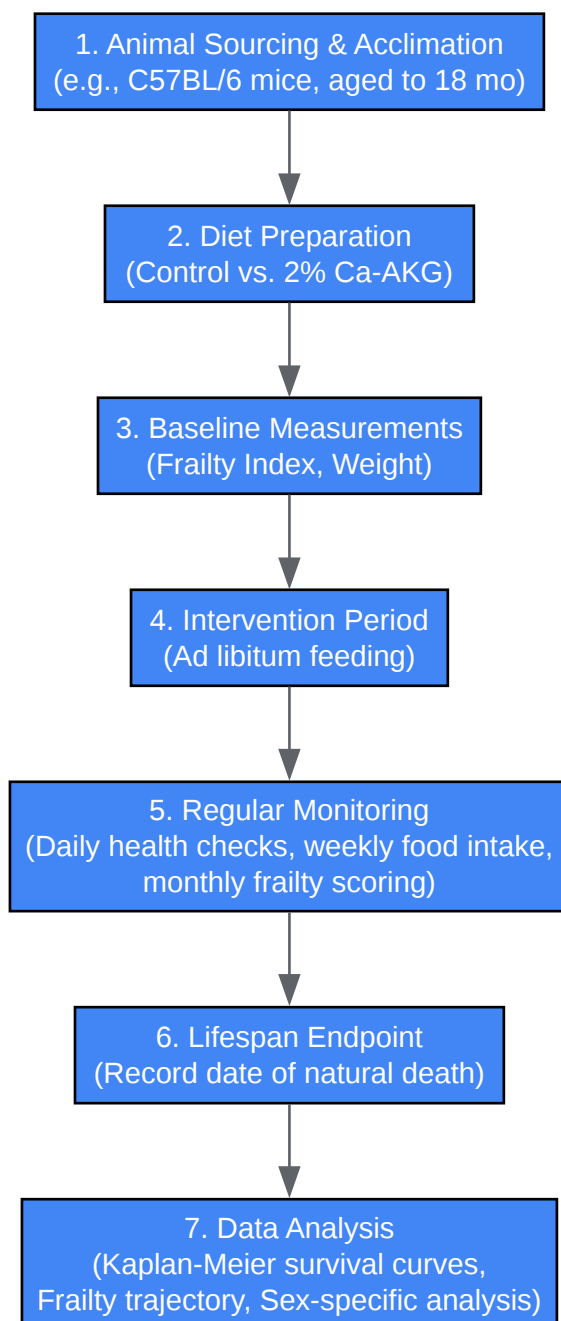 1. Animal Sourcing & Acclimation
(e.g., C57BL/6 mice, aged to 18 mo)
2. Diet Preparation
(Control vs. 2% Ca-AKG)
3. Baseline Measurements
(Frailty Index, Weight)
4. Intervention Period
(Ad libitum feeding)
5. Regular Monitoring
(Daily health checks, weekly food intake,
monthly frailty scoring)
6. Lifespan Endpoint
(Record date of natural death)
7. Data Analysis
(Kaplan-Meier survival curves,
Frailty trajectory, Sex-specific analysis)